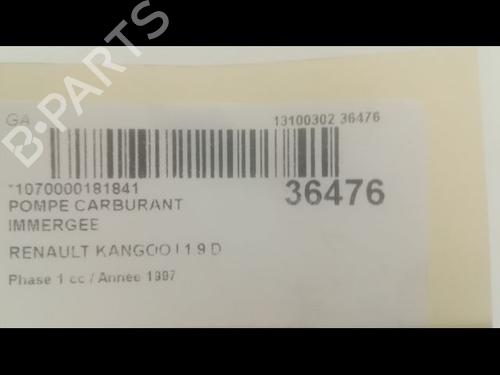 GA
13100302 36476
*1070000181841
36476
POMPE CARBURANT
IMMERGEE
RENAULT KANGOO I 1.9 D
Phase 1 cc / Année 1997
B-PARTS